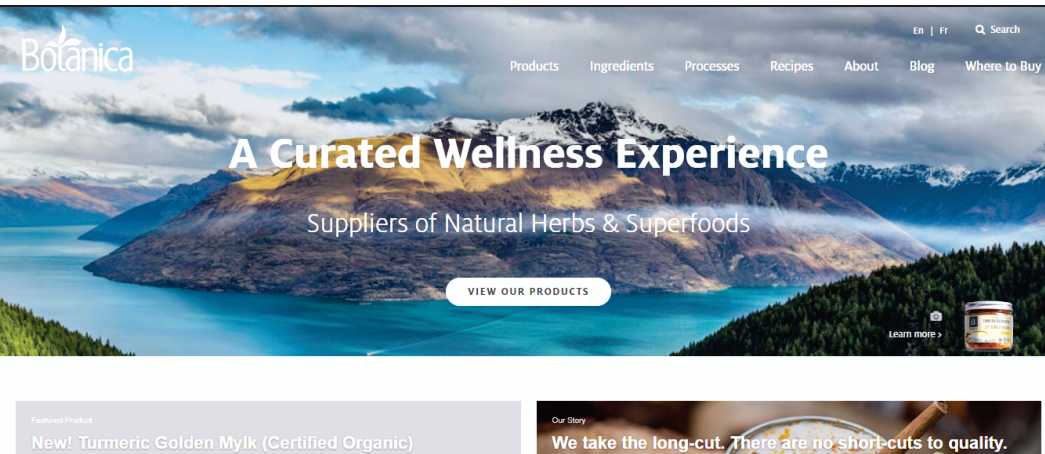 Botanica
En | Fr
Search
Products Ingredients Processes Recipes About Blog Where to Buy
A Curated Wellness Experience
Suppliers of Natural Herbs & Superfoods
VIEW OUR PRODUCTS
Learn more >
Featured Product
New! Turmeric Golden Mylk (Certified Organic)
Our Story
We take the long-cut. There are no short-cuts to quality.